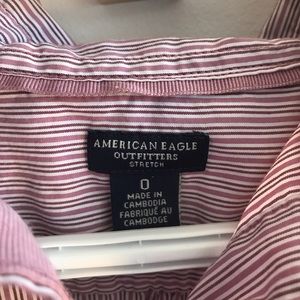 AMERICAN EAGLE
OUTFITTERS
STRETCH
0
MADE IN
CAMBODIA
FABRIQUÉ AU
CAMBODGE